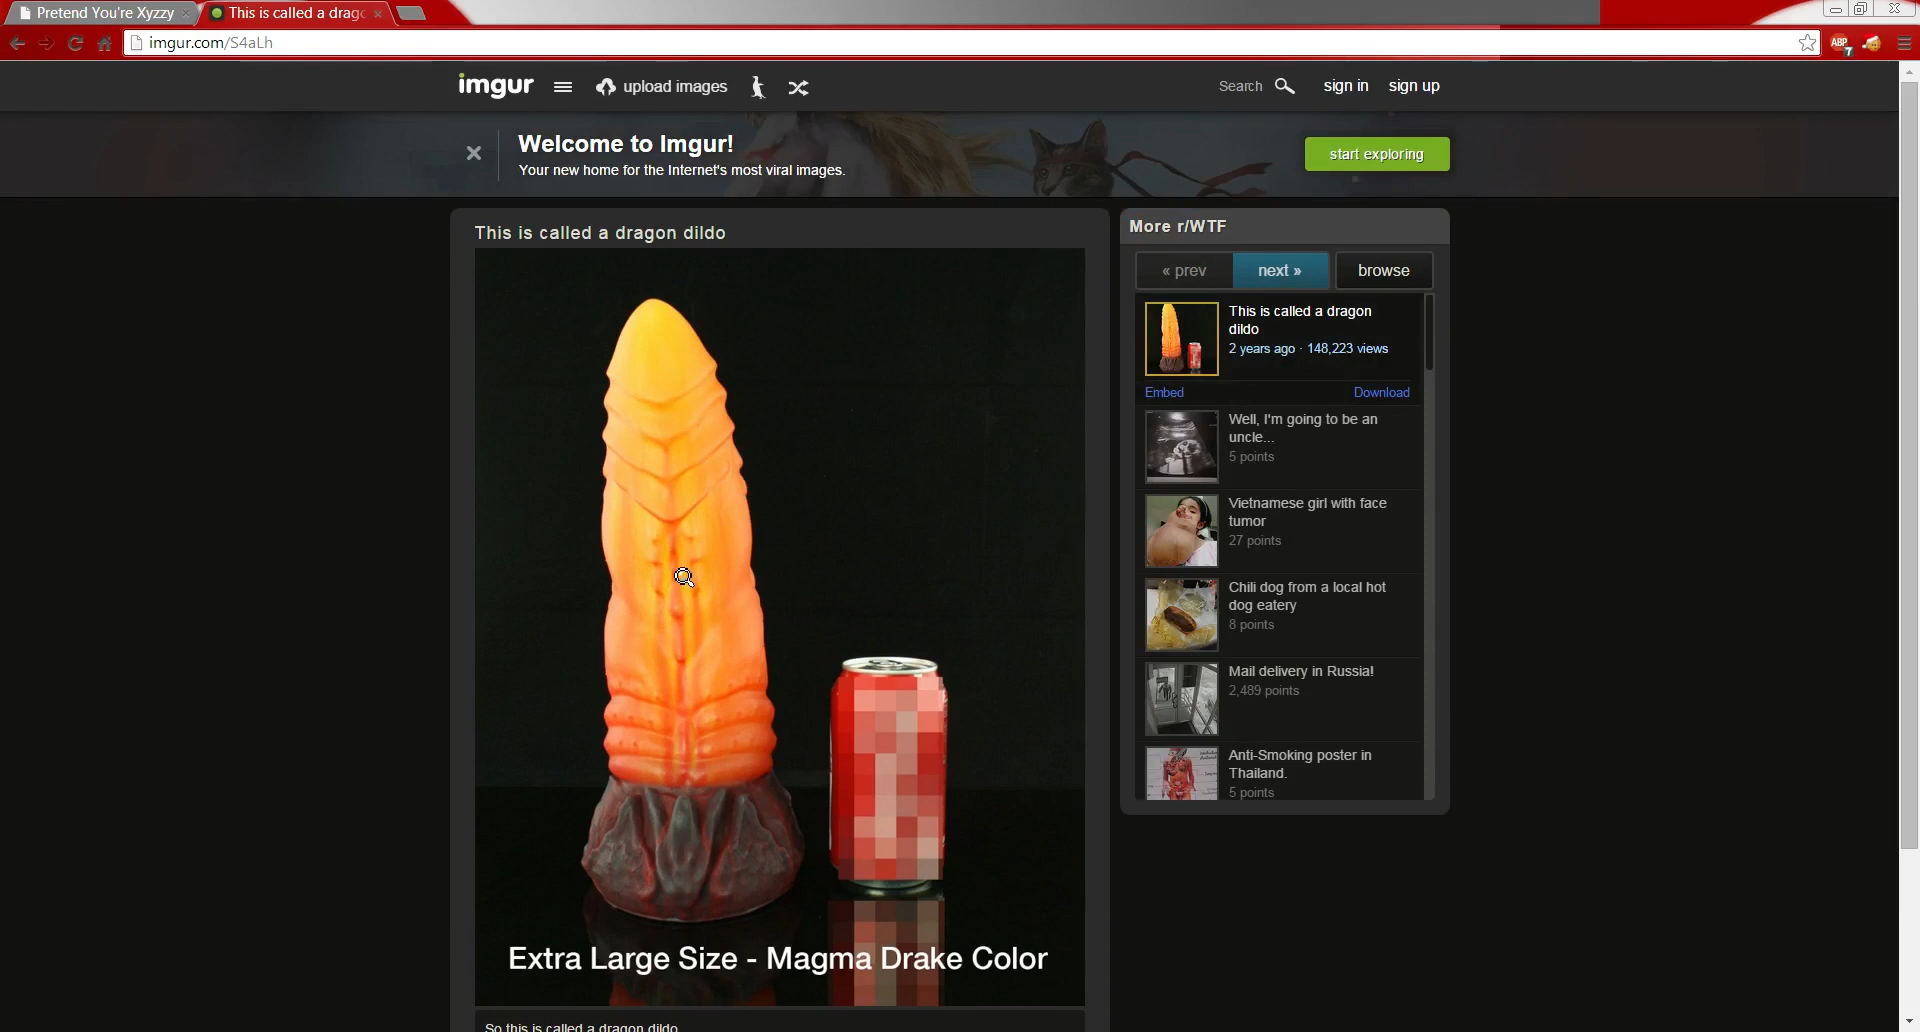 Pretend You're Xyzzy
This is called a drago
imgur.com/S4aLh
ABP
7
imgur
upload images
Search
sign in
sign up
Welcome to Imgur!
Your new home for the Internet's most viral images.
start exploring
This is called a dragon dildo
Extra Large Size - Magma Drake Color
So this is called a dragon dildo
More r/WTF
« prev
next »
browse
This is called a dragon
dildo
2 years ago · 148,223 views
Embed
Download
Well, I'm going to be an
uncle...
5 points
Vietnamese girl with face
tumor
27 points
Chili dog from a local hot
dog eatery
8 points
Mail delivery in Russia!
2,489 points
Anti-Smoking poster in
Thailand.
5 points